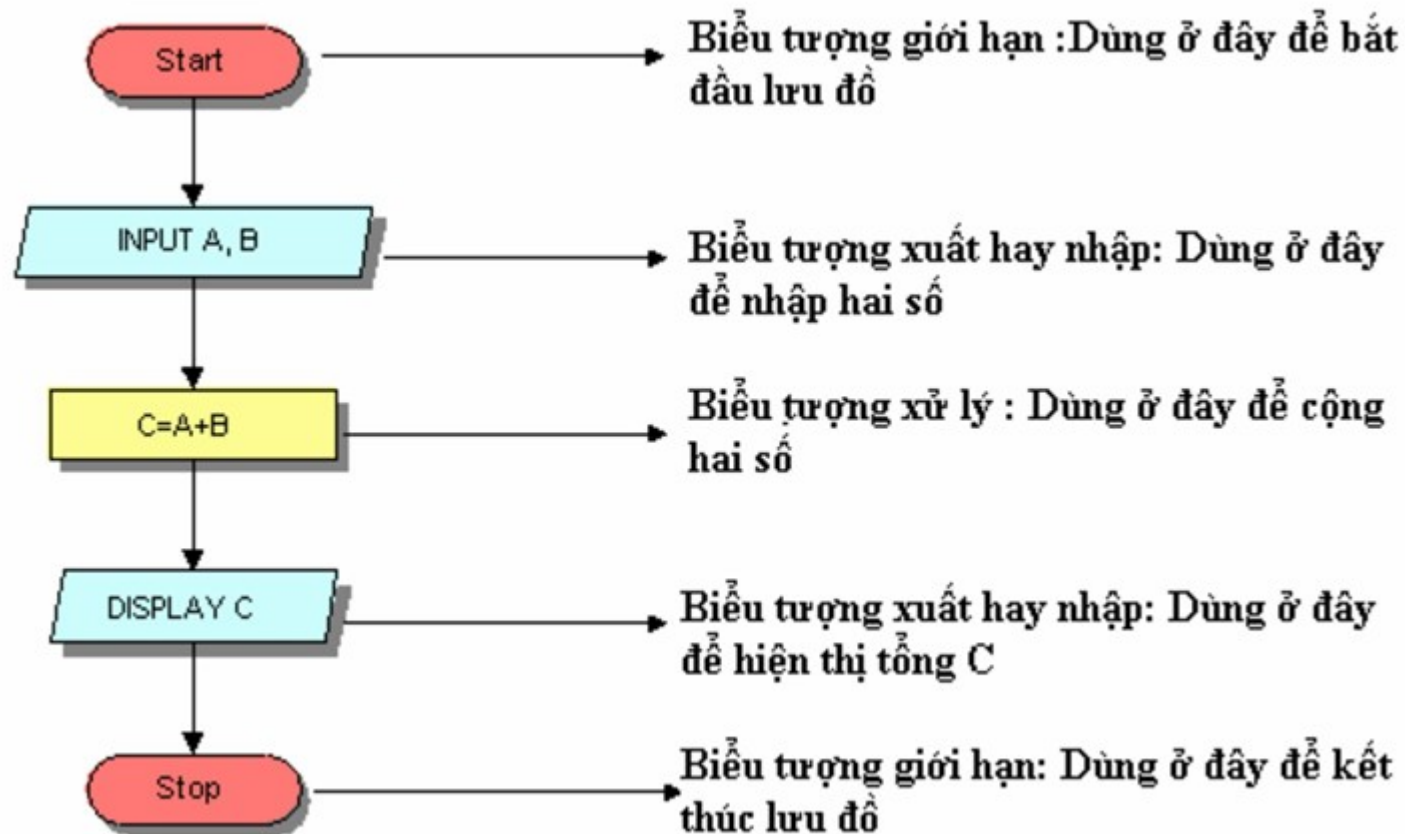 Start
Biểu tượng giới hạn :Dùng ở đây để bắt
đầu lưu đồ
INPUT A, B
Biểu tượng xuất hay nhập: Dùng ở đây
để nhập hai số
C=A+B
Biểu tượng xử lý : Dùng ở đây để cộng
hai số
DISPLAY C
Biểu tượng xuất hay nhập: Dùng ở đây
để hiện thị tổng C
Stop
Biểu tượng giới hạn: Dùng ở đây để kết
thúc lưu đồ